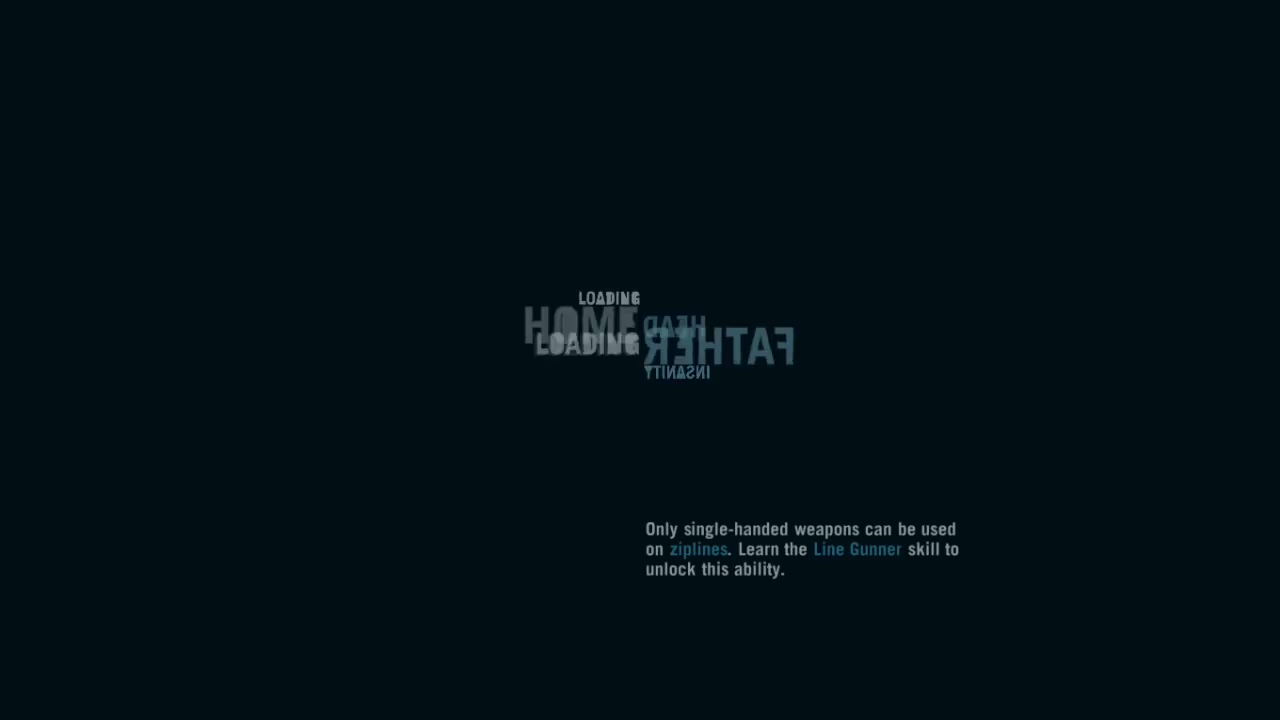 LOADING
HOME
HEAD
LOADING
FATHER
INSANITY
Only single-handed weapons can be used
on ziplines. Learn the Line Gunner skill to
unlock this ability.